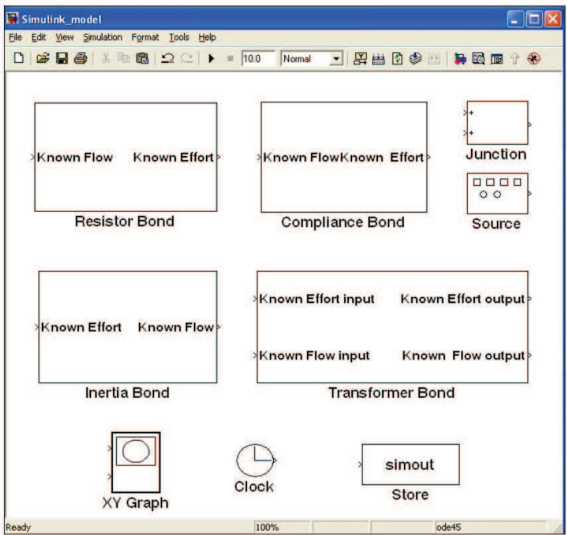 Simulink_model
File Edit View Simulation Format Tools Help
10.0 Normal
Known Flow Known Effort
Resistor Bond
Known Flow Known Effort
Compliance Bond
+
+
Junction
Source
Known Effort Known Flow
Inertia Bond
Known Effort input Known Effort output
Known Flow input Known Flow output
Transformer Bond
XY Graph
Clock
simout
Store
Ready 100% ode45